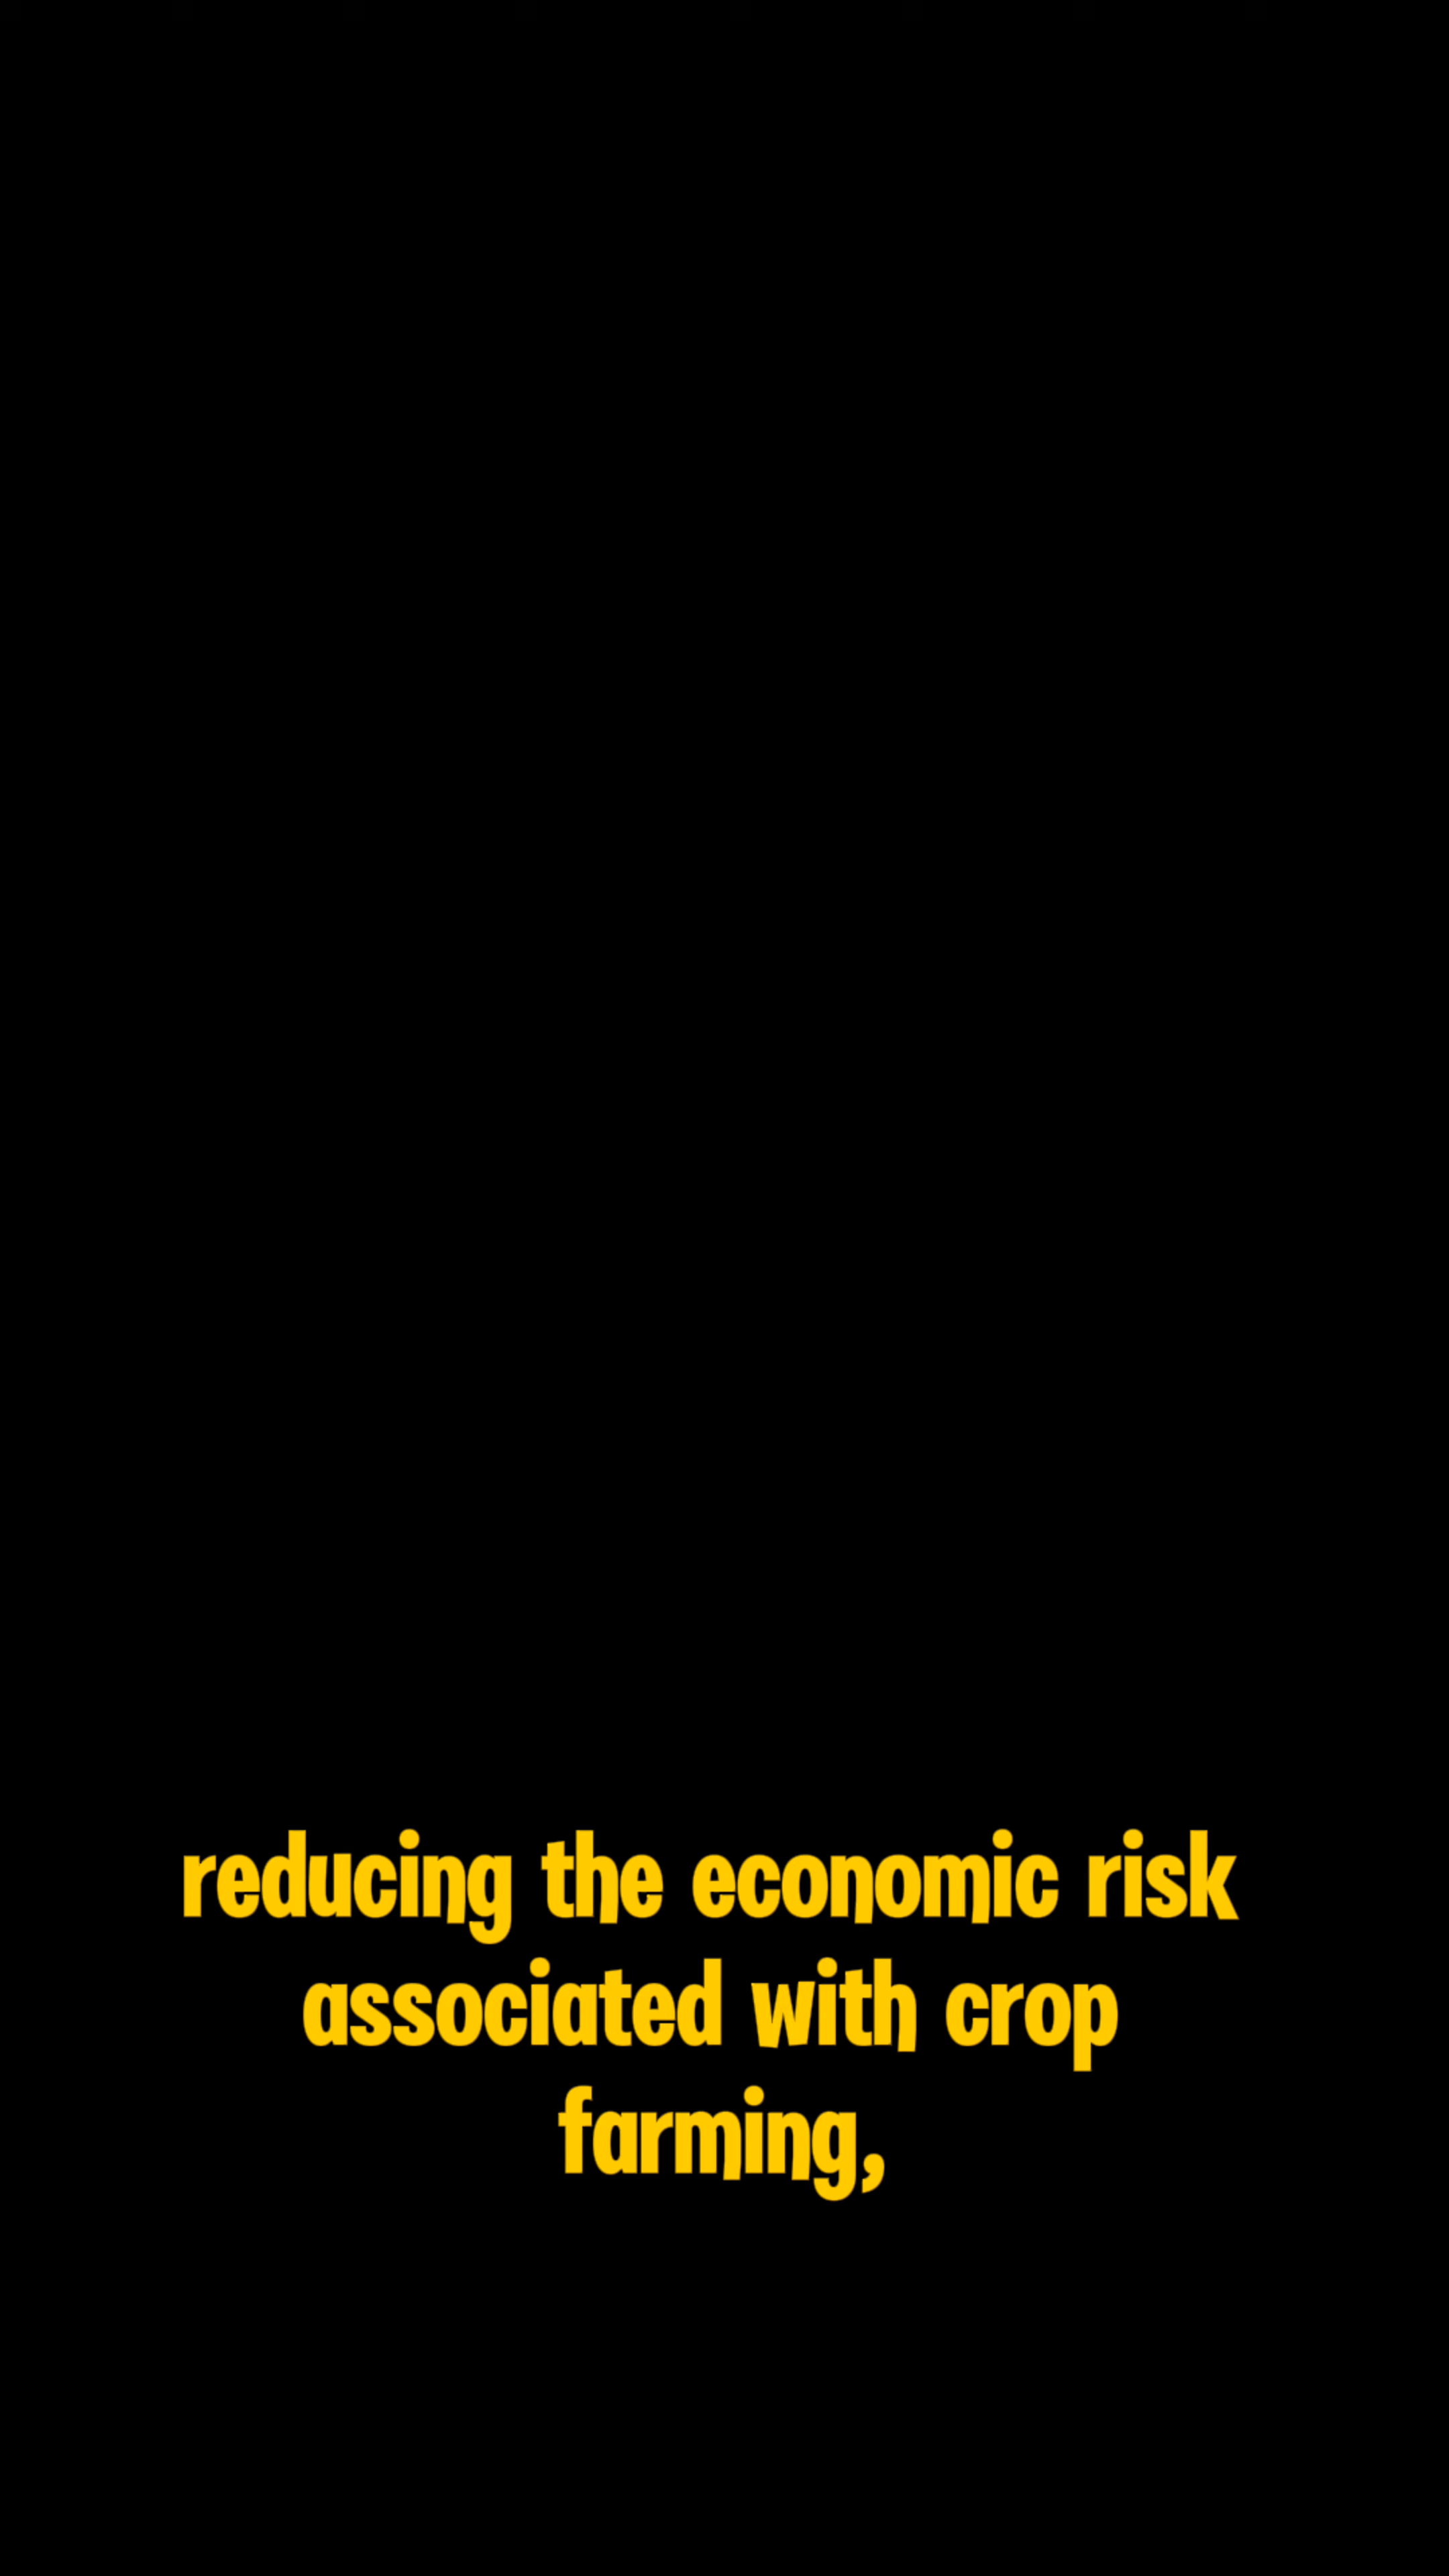 reducing the economic risk
associated with crop
farming,